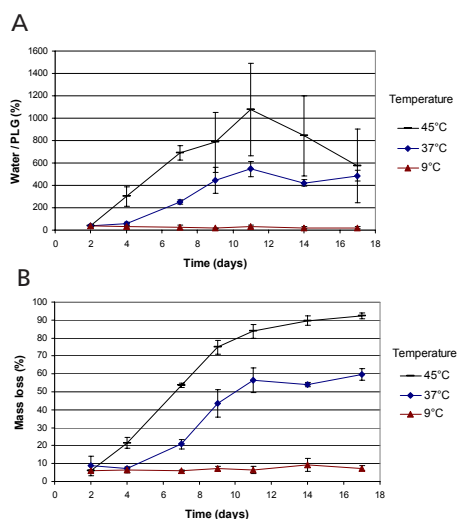 A
1600
1400
1200
1000
800
600
400
200
0
Water / PLG (%)
0 2 4 6 8 10 12 14 16 18
Time (days)
Temperature
45°C
37°C
9°C
B
100
90
80
70
60
50
40
30
20
10
0
Mass loss (%)
0 2 4 6 8 10 12 14 16 18
Time (days)
Temperature
45°C
37°C
9°C